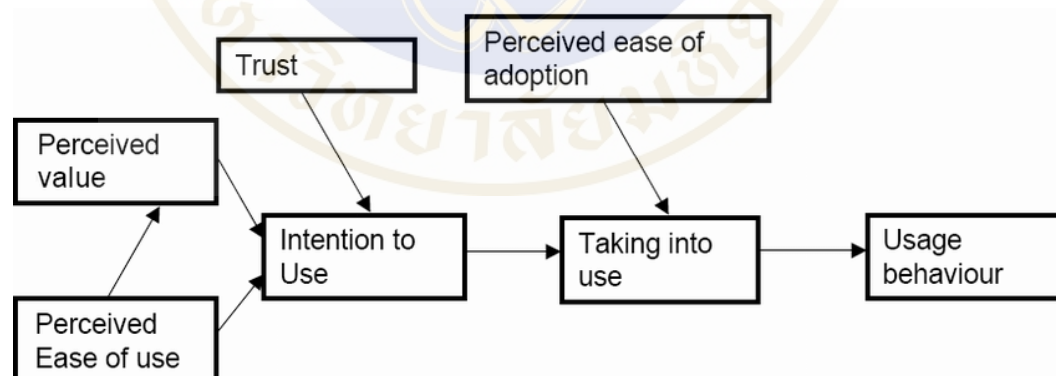 Trust
Perceived ease of
adoption
Perceived
value
Intention to
Use
Taking into
use
Usage
behaviour
Perceived
Ease of use